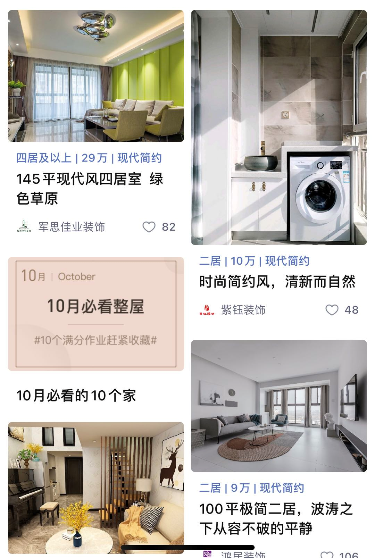 四居及以上 | 29万 | 现代简约
145平现代风四居室 绿
色草原
军思佳业装饰
82
10月 | October
10月必看整屋
#10个满分作业赶紧收藏#
10月必看的10个家
二居 | 10万 | 现代简约
时尚简约风，清新而自然
紫钰装饰
48
二居 | 9万 | 现代简约
100平极简二居，波涛之
下从容不破的平静
鸿居装饰
106